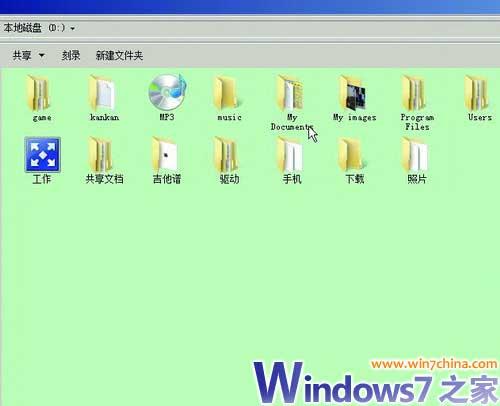 本地磁盘 (D:)
共享 刻录 新建文件夹
game kankan MP3 music My Documents My images Program Files Users
工作 共享文档 吉他谱 驱动 手机 下载 照片
www.win7china.com
Windows7之家